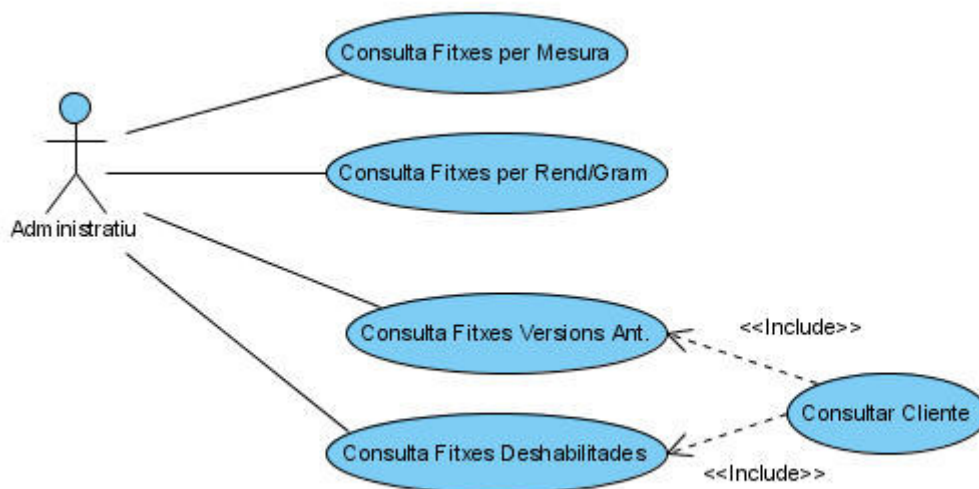 Consulta Fitxes per Mesura
Consulta Fitxes per Rend/Gram
Administratiu
Consulta Fitxes Versions Ant.
<<Include>>
Consultar Cliente
Consulta Fitxes Deshabilitades
<<Include>>